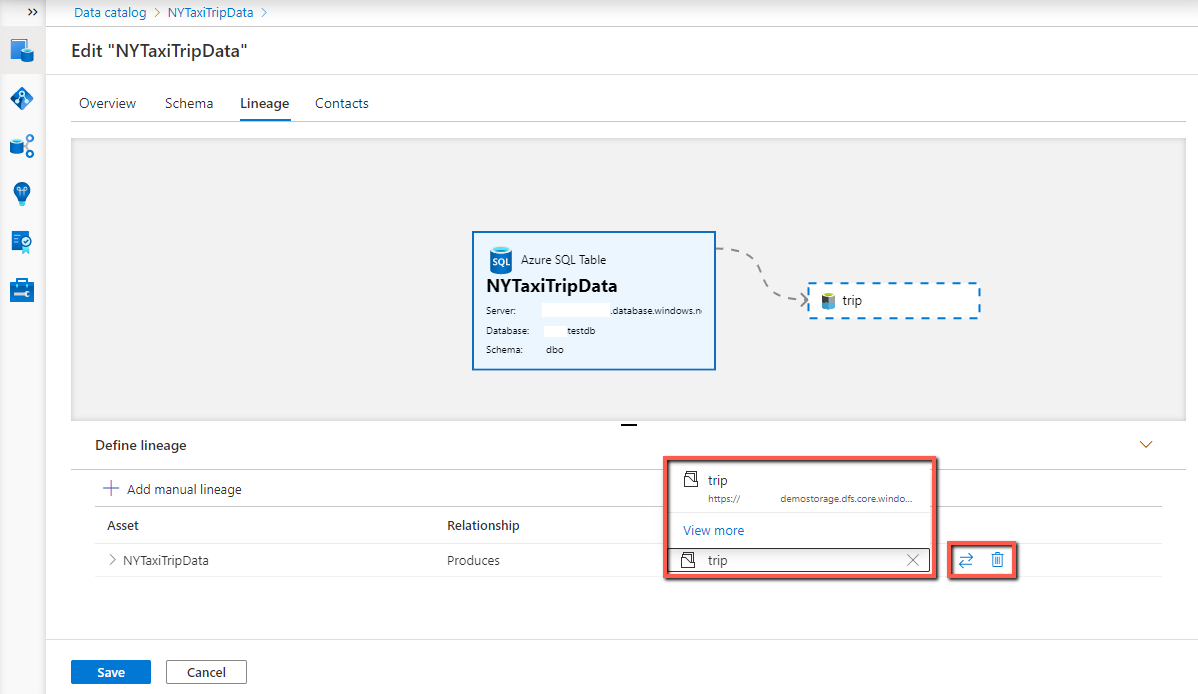 Data catalog > NYTaxiTripData >
Edit "NYTaxiTripData"
Overview Schema Lineage Contacts
SQL Azure SQL Table
NYTaxiTripData
Server: .database.windows.n
Database: testdb
Schema: dbo
trip
Define lineage
Add manual lineage
trip
https:// demostorage.dfs.core.windo...
View more
Asset Relationship
NYTaxiTripData Produces trip
Save Cancel